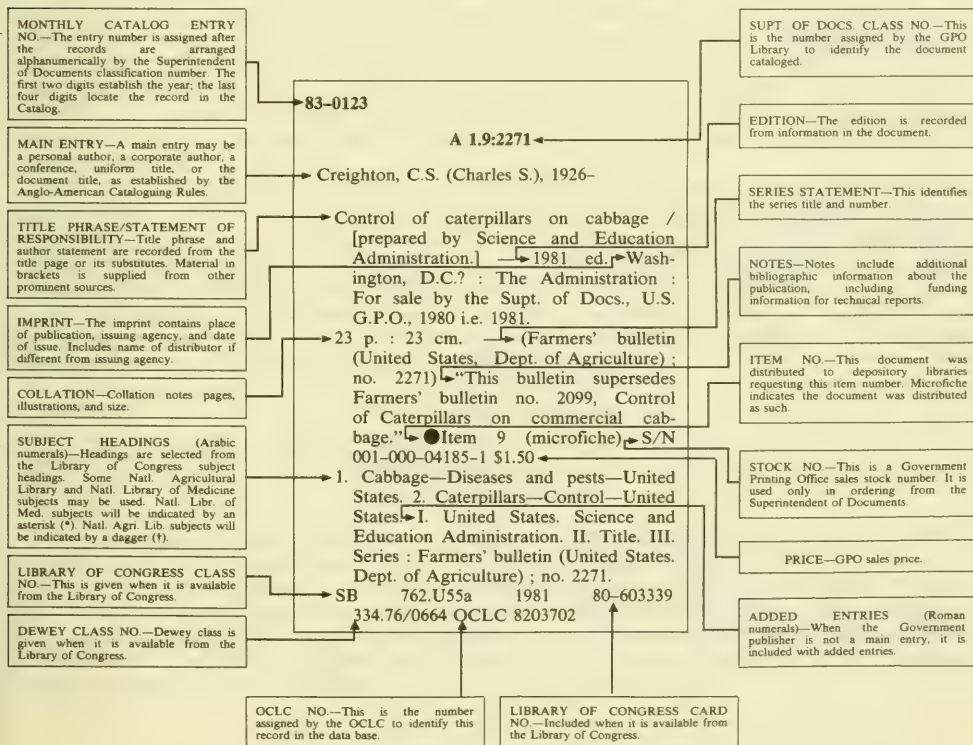 MONTHLY CATALOG ENTRY
NO.—The entry number is assigned after
the records are arranged
alphanumerically by the Superintendent
of Documents classification number. The
first two digits establish the year; the last
four digits locate the record in the
Catalog.
MAIN ENTRY—A main entry may be
a personal author, a corporate author, a
conference, uniform title, or the
document title, as established by the
Anglo-American Cataloguing Rules.
TITLE PHRASE/STATEMENT OF
RESPONSIBILITY—Title phrase and
author statement are recorded from the
title page or its substitutes. Material in
brackets is supplied from other
prominent sources.
IMPRINT—The imprint contains place
of publication, issuing agency, and date
of issue. Includes name of distributor if
different from issuing agency.
COLLATION—Collation notes pages,
illustrations, and size.
SUBJECT HEADINGS (Arabic
numerals)—Headings are selected from
the Library of Congress subject
headings. Some Natl. Agricultural
Library and Natl. Library of Medicine
subjects may be used. Natl. Libr. of
Med. subjects will be indicated by an
asterisk (*). Natl. Agri. Lib. subjects will
be indicated by a dagger (†).
LIBRARY OF CONGRESS CLASS
NO.—This is given when it is available
from the Library of Congress.
DEWEY CLASS NO.—Dewey class is
given when it is available from the
Library of Congress.
83-0123
A 1.9:2271
Creighton, C.S. (Charles S.), 1926-
Control of caterpillars on cabbage /
[prepared by Science and Education
Administration.] — 1981 ed. Wash-
ington, D.C.? : The Administration :
For sale by the Supt. of Docs., U.S.
G.P.O., 1980 i.e. 1981.
23 p. : 23 cm. — (Farmers' bulletin
(United States, Dept. of Agriculture) ;
no. 2271) "This bulletin supersedes
Farmers' bulletin no. 2099, Control
of Caterpillars on commercial cab-
bage." ●Item 9 (microfiche) S/N
001-000-04185-1 $1.50
1. Cabbage—Diseases and pests—United
States. 2. Caterpillars—Control—United
States. I. United States. Science and
Education Administration. II. Title. III.
Series : Farmers' bulletin (United States.
Dept. of Agriculture) ; no. 2271.
SB 762.U55a 1981 80-603339
334.76/0664 OCLC 8203702
SUPT. OF DOCS. CLASS NO.—This
is the number assigned by the GPO
Library to identify the document
cataloged.
EDITION—The edition is recorded
from information in the document.
SERIES STATEMENT—This identifies
the series title and number.
NOTES—Notes include additional
bibliographic information about the
publication, including funding
information for technical reports.
ITEM NO.—This document was
distributed to depository libraries
requesting this item number. Microfiche
indicates the document was distributed
as such.
STOCK NO.—This is a Government
Printing Office sales stock number. It is
used only in ordering from the
Superintendent of Documents.
PRICE—GPO sales price.
ADDED ENTRIES (Roman
numerals)—When the Government
publisher is not a main entry, it is
included with added entries.
OCLC NO.—This is the number
assigned by the OCLC to identify this
record in the data base.
LIBRARY OF CONGRESS CARD
NO.—Included when it is available from
the Library of Congress.